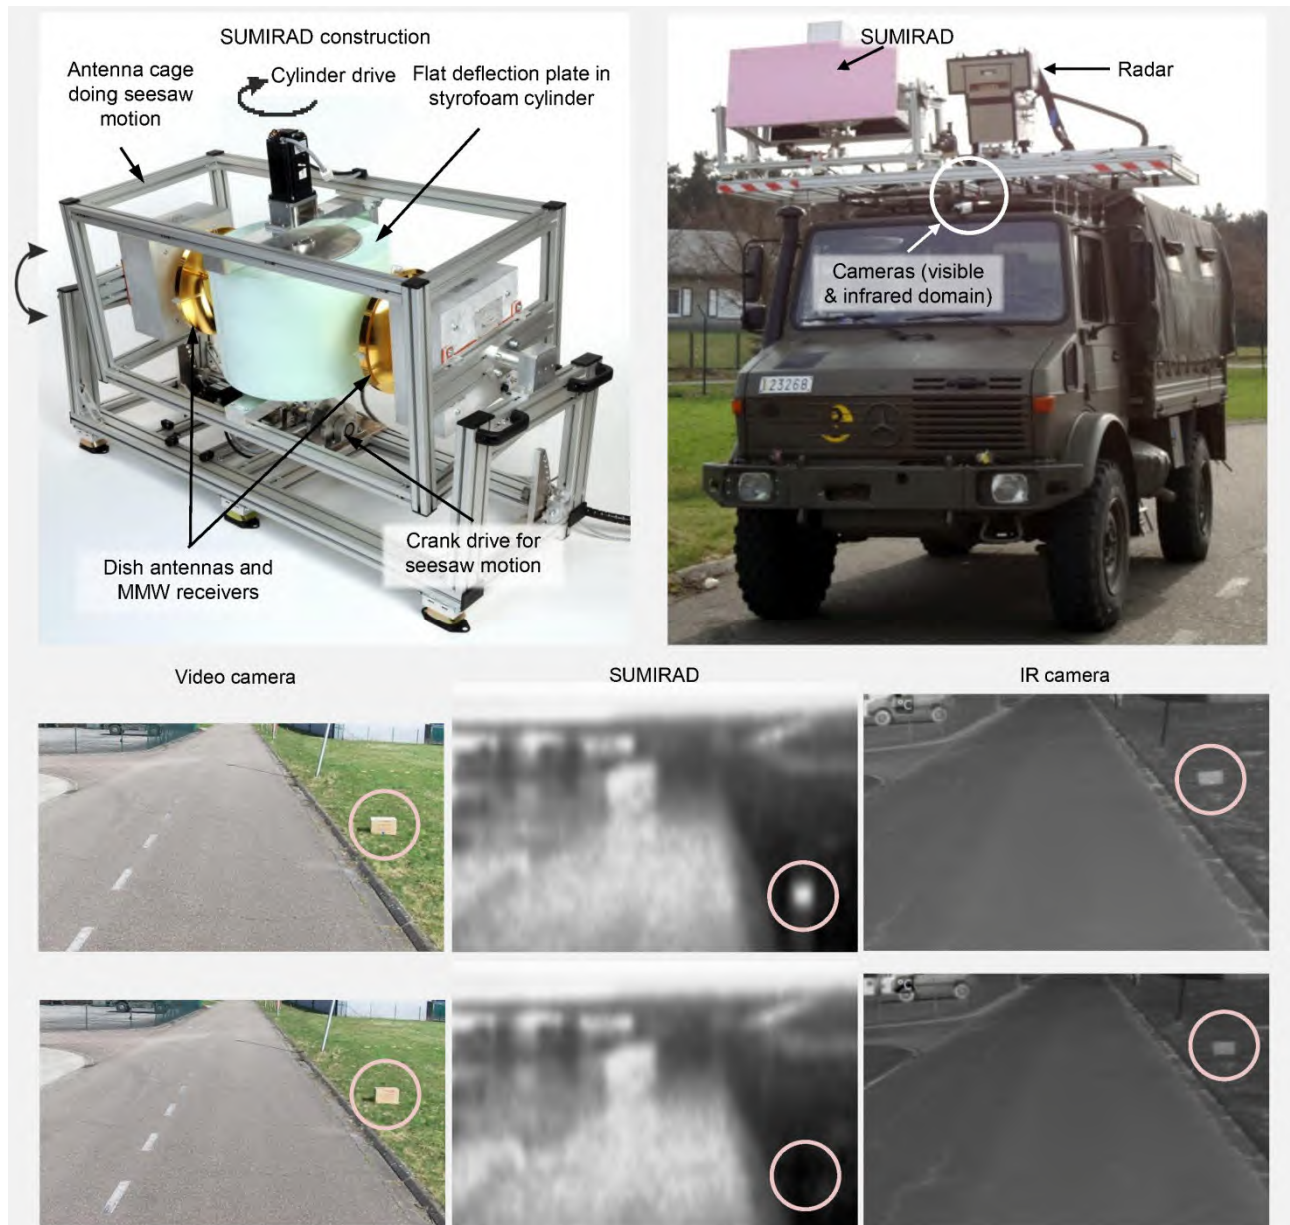 SUMIRAD construction
Antenna cage
doing seesaw
motion
Cylinder drive
Flat deflection plate in
styrofoam cylinder
Dish antennas and
MMW receivers
Crank drive for
seesaw motion
SUMIRAD
Radar
Cameras (visible
& infrared domain)
123268
Video camera
SUMIRAD
IR camera